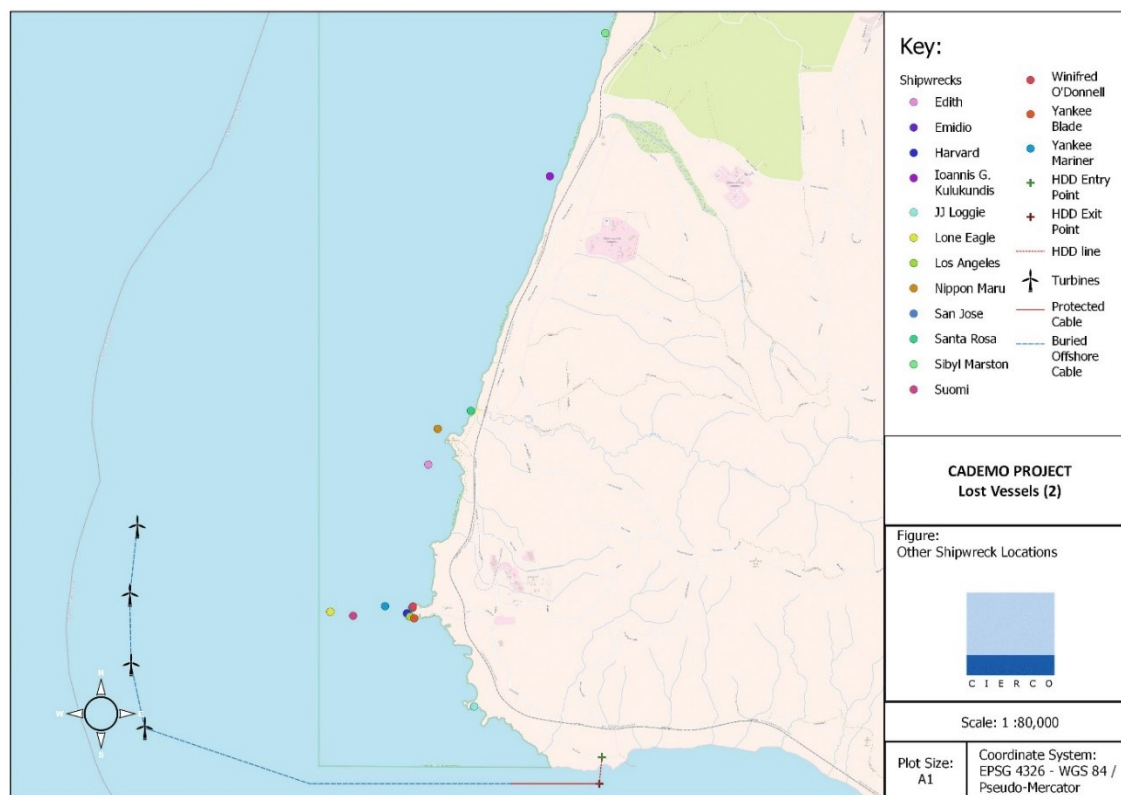 Key:
Shipwrecks
Edith
Emidio
Harvard
Ioannis G.
Kulukundis
JJ Loggie
Lone Eagle
Los Angeles
Nippon Maru
San Jose
Santa Rosa
Sibyl Marston
Suomi
Winifred
O'Donnell
Yankee
Blade
Yankee
Mariner
HDD Entry
Point
HDD Exit
Point
HDD line
Turbines
Protected
Cable
Buried
Offshore
Cable
CADEMO PROJECT
Lost Vessels (2)
Figure:
Other Shipwreck Locations
C I E R C O
Scale: 1 :80,000
Plot Size:
A1
Coordinate System:
EPSG 4326 - WGS 84 /
Pseudo-Mercator
N
W
E
S